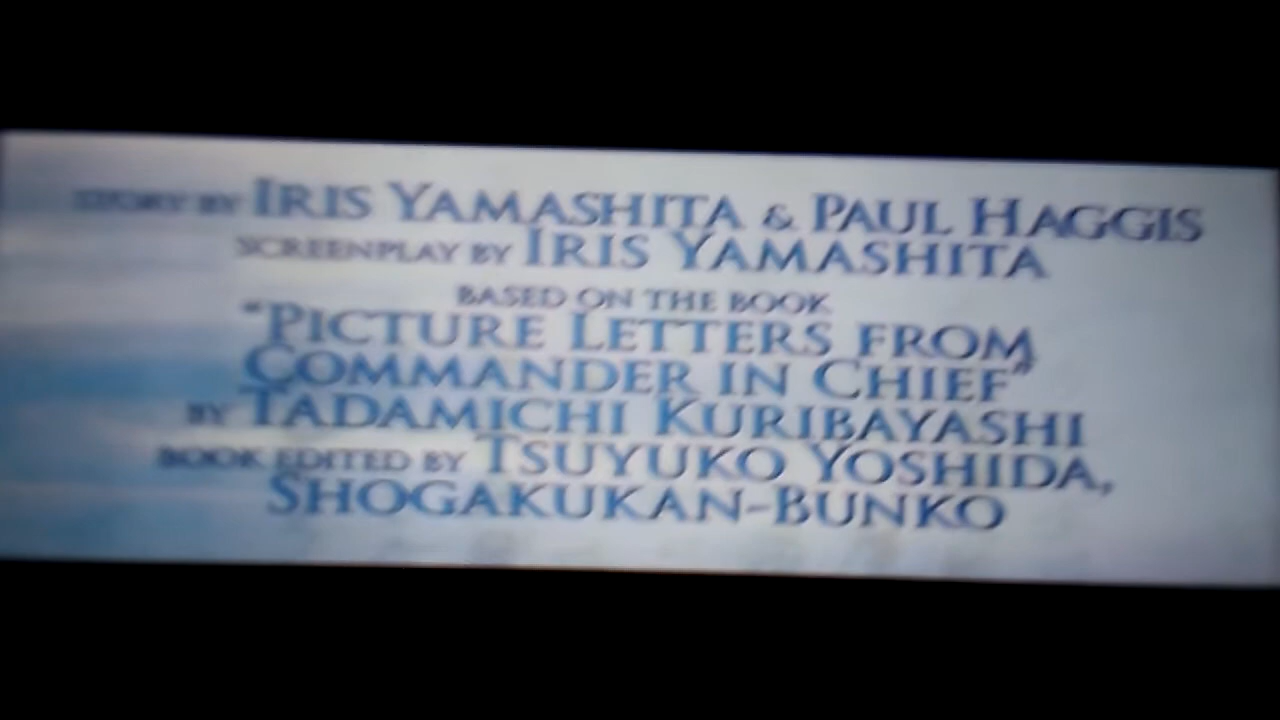 STORY BY IRIS YAMASHITA & PAUL HAGGIS
SCREENPLAY BY IRIS YAMASHITA
BASED ON THE BOOK
"PICTURE LETTERS FROM
COMMANDER IN CHIEF"
BY TADAMICHI KURIBAYASHI
BOOK EDITED BY TSUYUKO YOSHIDA,
SHOGAKUKAN-BUNKO